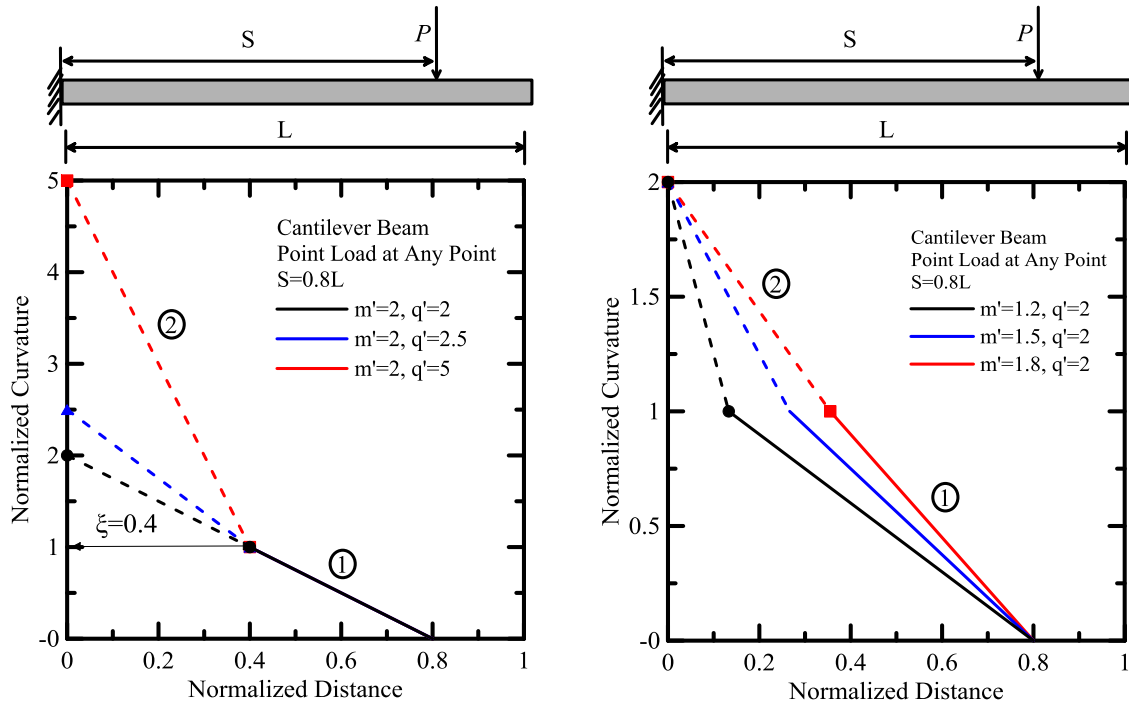 S
P
L
5
4
3
2
1
-0
Normalized Curvature
Cantilever Beam
Point Load at Any Point
S=0.8L
m'=2, q'=2
m'=2, q'=2.5
m'=2, q'=5
2
ξ=0.4
1
0 0.2 0.4 0.6 0.8 1
Normalized Distance
S
P
L
2
1.5
1
0.5
-0
Normalized Curvature
Cantilever Beam
Point Load at Any Point
S=0.8L
m'=1.2, q'=2
m'=1.5, q'=2
m'=1.8, q'=2
2
1
0 0.2 0.4 0.6 0.8 1
Normalized Distance